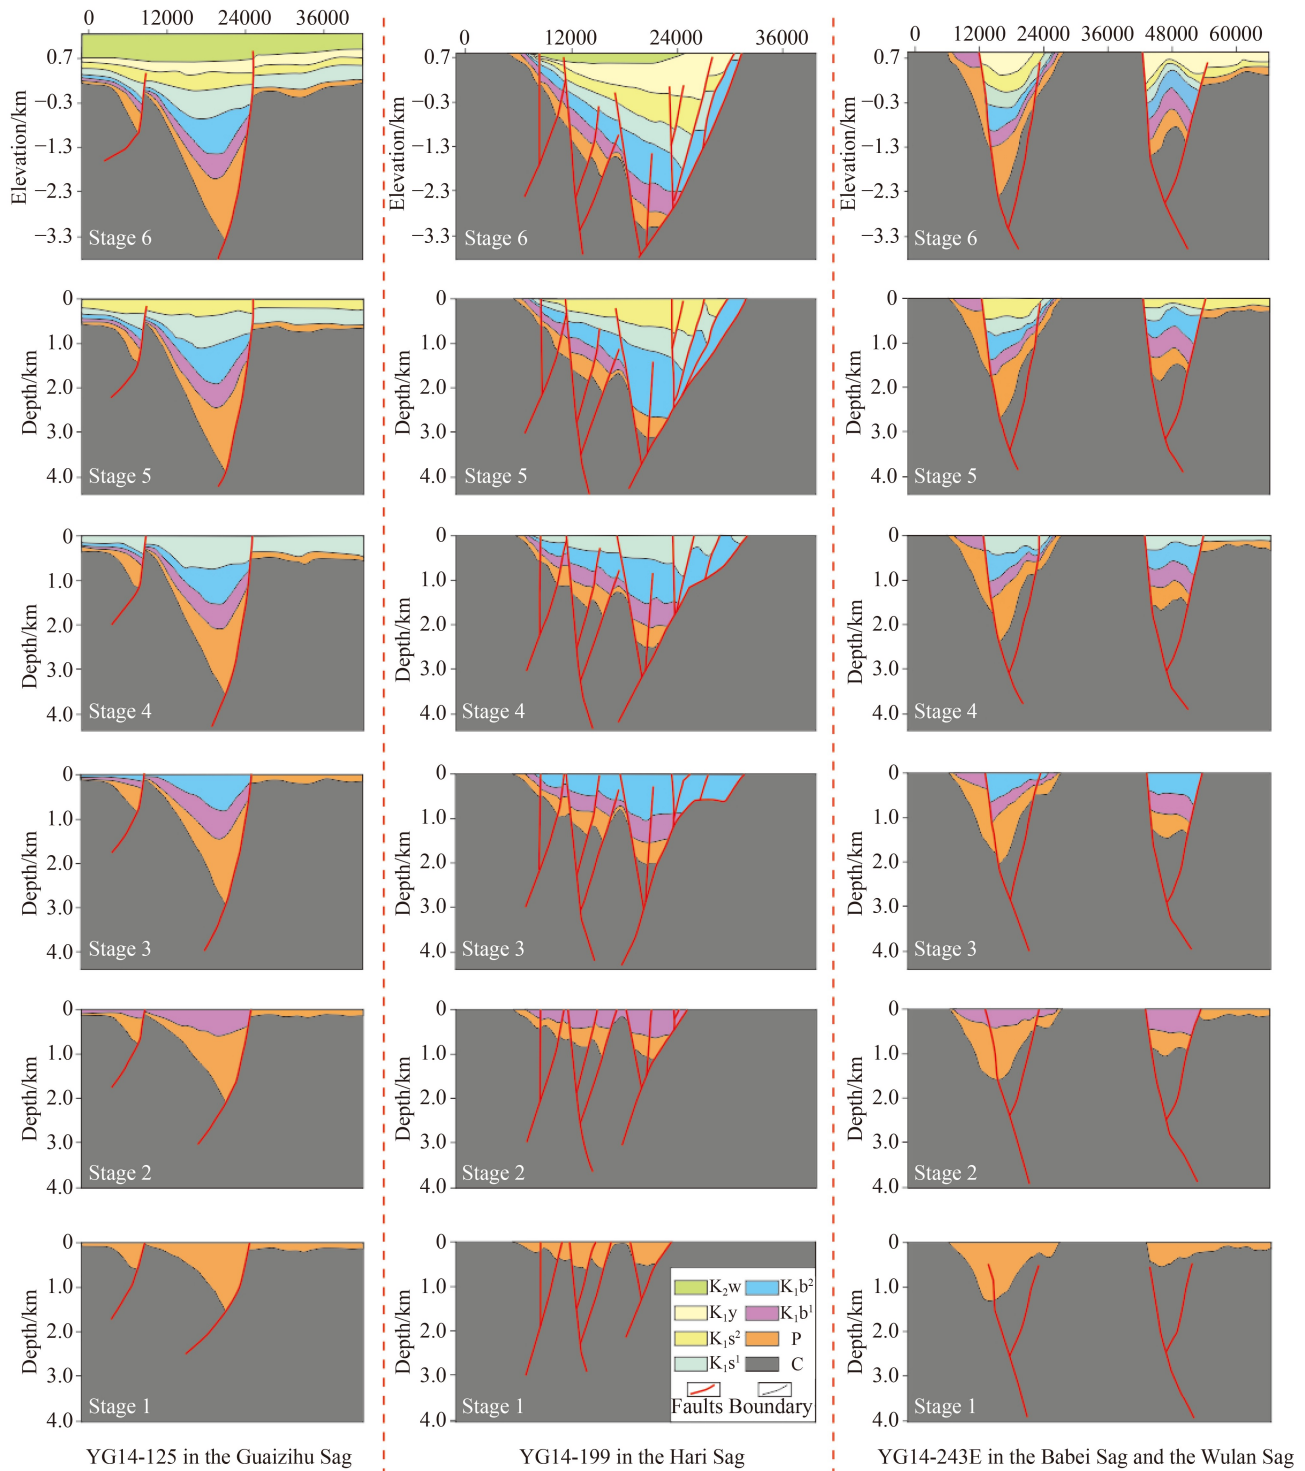 0 12000 24000 36000
0.7
−0.3
−1.3
−2.3
−3.3
Elevation/km
Stage 6
0 12000 24000 36000
0.7
−0.3
−1.3
−2.3
−3.3
Elevation/km
Stage 6
0 12000 24000 36000 48000 60000
0.7
−0.3
−1.3
−2.3
−3.3
Elevation/km
Stage 6
0
1.0
2.0
3.0
4.0
Depth/km
Stage 5
0
1.0
2.0
3.0
4.0
Depth/km
Stage 5
0
1.0
2.0
3.0
4.0
Depth/km
Stage 5
0
1.0
2.0
3.0
4.0
Depth/km
Stage 4
0
1.0
2.0
3.0
4.0
Depth/km
Stage 4
0
1.0
2.0
3.0
4.0
Depth/km
Stage 4
0
1.0
2.0
3.0
4.0
Depth/km
Stage 3
0
1.0
2.0
3.0
4.0
Depth/km
Stage 3
0
1.0
2.0
3.0
4.0
Depth/km
Stage 3
0
1.0
2.0
3.0
4.0
Depth/km
Stage 2
0
1.0
2.0
3.0
4.0
Depth/km
Stage 2
0
1.0
2.0
3.0
4.0
Depth/km
Stage 2
0
1.0
2.0
3.0
4.0
Depth/km
Stage 1
0
1.0
2.0
3.0
4.0
Depth/km
Stage 1
K₂w K₁b²
K₁y K₁b¹
K₁s² P
K₁s¹ C
Faults Boundary
0
1.0
2.0
3.0
4.0
Depth/km
Stage 1
YG14-125 in the Guaizihu Sag
YG14-199 in the Hari Sag
YG14-243E in the Babei Sag and the Wulan Sag